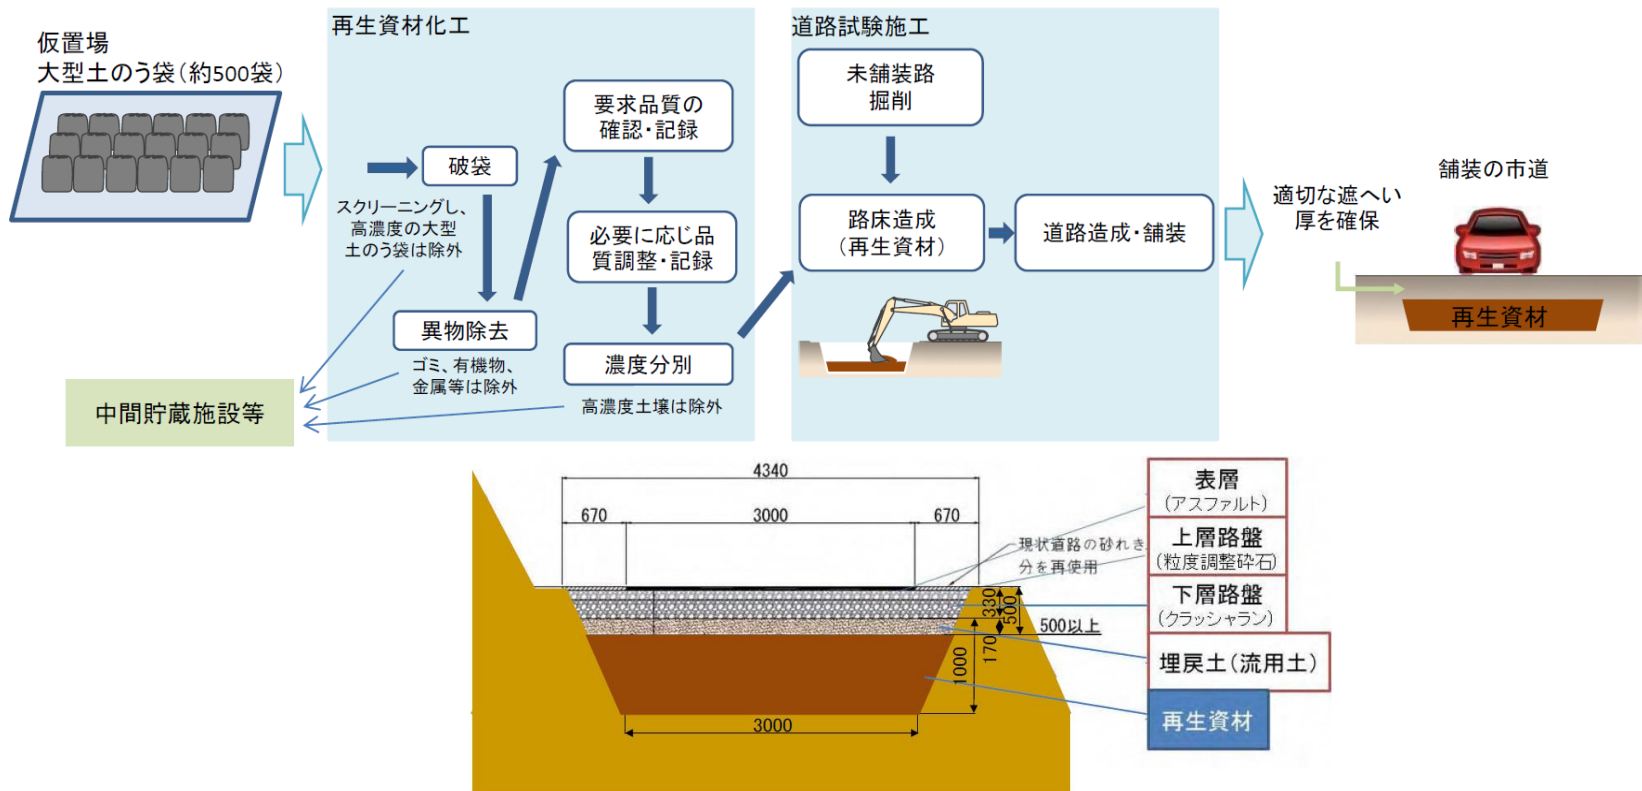 仮置場
大型土のう袋（約500袋）
再生資材化工
破袋
スクリーニングし、
高濃度の大型
土のう袋は除外
異物除去
ゴミ、有機物、
金属等は除外
要求品質の
確認・記録
必要に応じ品
質調整・記録
濃度分別
高濃度土壌は除外
中間貯蔵施設等
道路試験施工
未舗装路
掘削
路床造成
（再生資材）
道路造成・舗装
適切な遮へい
厚を確保
舗装の市道
再生資材
4340
670
3000
670
現状道路の砂れき
分を再使用
330
500
500以上
170
1000
3000
表層
（アスファルト）
上層路盤
（粒度調整砕石）
下層路盤
（クラッシャラン）
埋戻土（流用土）
再生資材